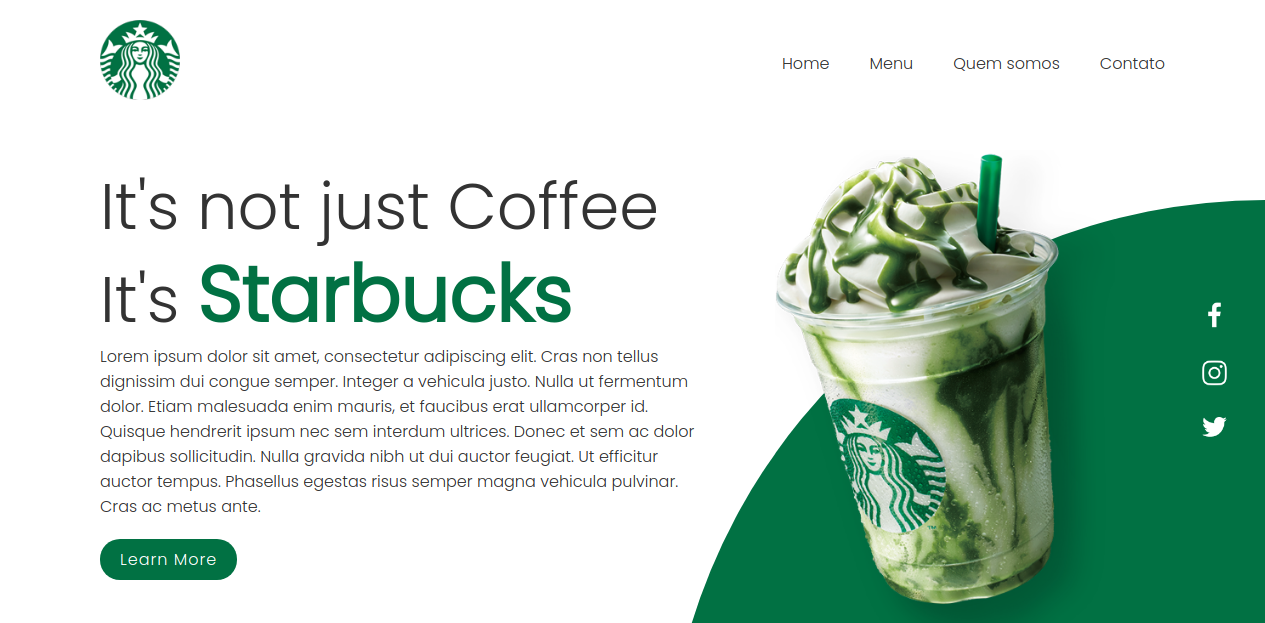 Home Menu Quem somos Contato
It's not just Coffee
It's Starbucks
Lorem ipsum dolor sit amet, consectetur adipiscing elit. Cras non tellus
dignissim dui congue semper. Integer a vehicula justo. Nulla ut fermentum
dolor. Etiam malesuada enim mauris, et faucibus erat ullamcorper id.
Quisque hendrerit ipsum nec sem interdum ultrices. Donec et sem ac dolor
dapibus sollicitudin. Nulla gravida nibh ut dui auctor feugiat. Ut efficitur
auctor tempus. Phasellus egestas risus semper magna vehicula pulvinar.
Cras ac metus ante.
Learn More